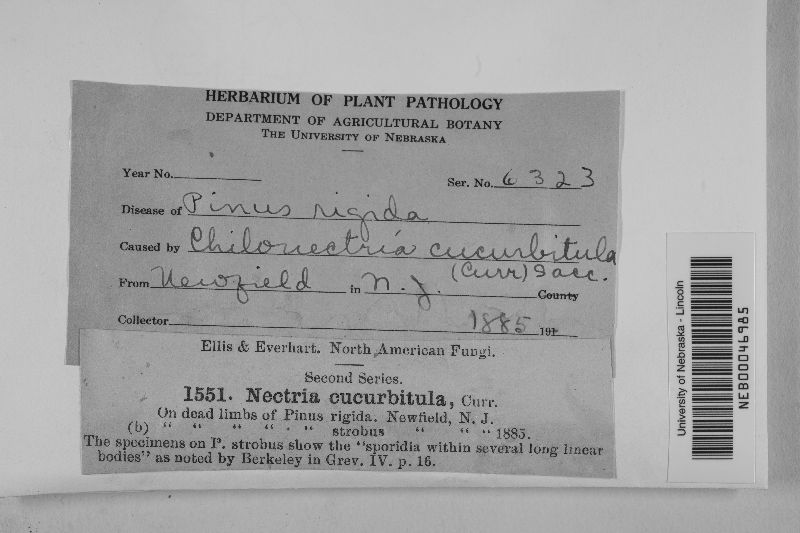 HERBARIUM OF PLANT PATHOLOGY
DEPARTMENT OF AGRICULTURAL BOTANY
THE UNIVERSITY OF NEBRASKA
Year No.
Ser. No. 6323
Disease of Pinus rigida
Caused by Chilonectria cucurbitula
(Curr) Sacc.
From Newfield in N. J. County
Collector 1885 191
Ellis & Everhart. North American Fungi.
Second Series.
1551. Nectria cucurbitula, Curr.
On dead limbs of Pinus rigida. Newfield, N. J.
(b) " " " " " strobus " " " 1885.
The specimens on P. strobus show the "sporidia within several long linear
bodies" as noted by Berkeley in Grev. IV. p. 16.
University of Nebraska - Lincoln
NEB00046985